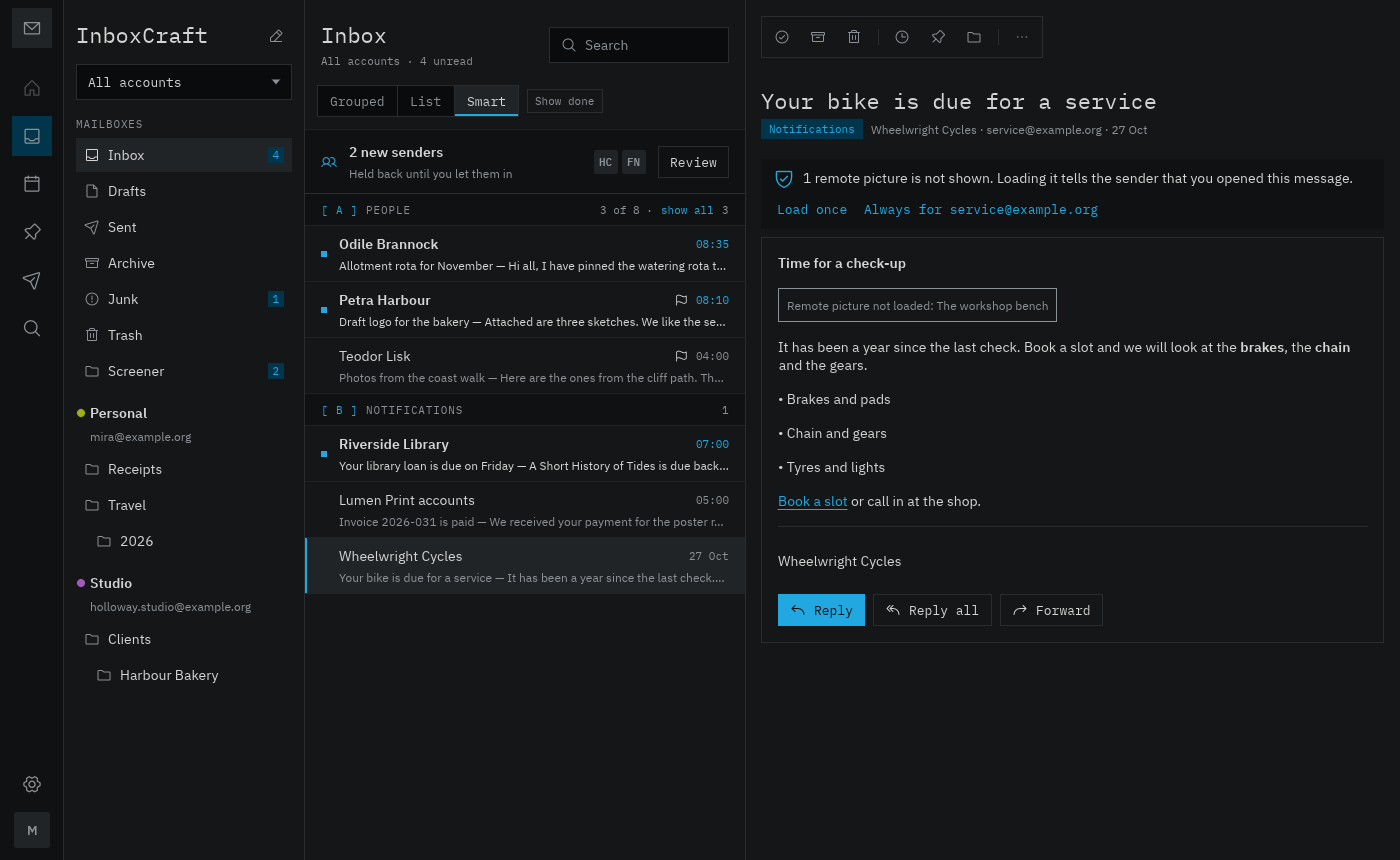 InboxCraft
All accounts
MAILBOXES
Inbox 4
Drafts
Sent
Archive
Junk 1
Trash
Screener 2
Personal
mira@example.org
Receipts
Travel
2026
Studio
holloway.studio@example.org
Clients
Harbour Bakery
M
Inbox
All accounts · 4 unread
Search
Grouped List Smart Show done
2 new senders
Held back until you let them in
HC FN Review
[ A ] PEOPLE 3 of 8 · show all 3
Odile Brannock 08:35
Allotment rota for November — Hi all, I have pinned the watering rota t…
Petra Harbour 08:10
Draft logo for the bakery — Attached are three sketches. We like the se…
Teodor Lisk 04:00
Photos from the coast walk — Here are the ones from the cliff path. Th…
[ B ] NOTIFICATIONS 1
Riverside Library 07:00
Your library loan is due on Friday — A Short History of Tides is due back…
Lumen Print accounts 05:00
Invoice 2026-031 is paid — We received your payment for the poster r…
Wheelwright Cycles 27 Oct
Your bike is due for a service — It has been a year since the last check.…
Your bike is due for a service
Notifications Wheelwright Cycles · service@example.org · 27 Oct
1 remote picture is not shown. Loading it tells the sender that you opened this message.
Load once Always for service@example.org
Time for a check-up
Remote picture not loaded: The workshop bench
It has been a year since the last check. Book a slot and we will look at the brakes, the chain
and the gears.
• Brakes and pads
• Chain and gears
• Tyres and lights
Book a slot or call in at the shop.
Wheelwright Cycles
Reply Reply all Forward